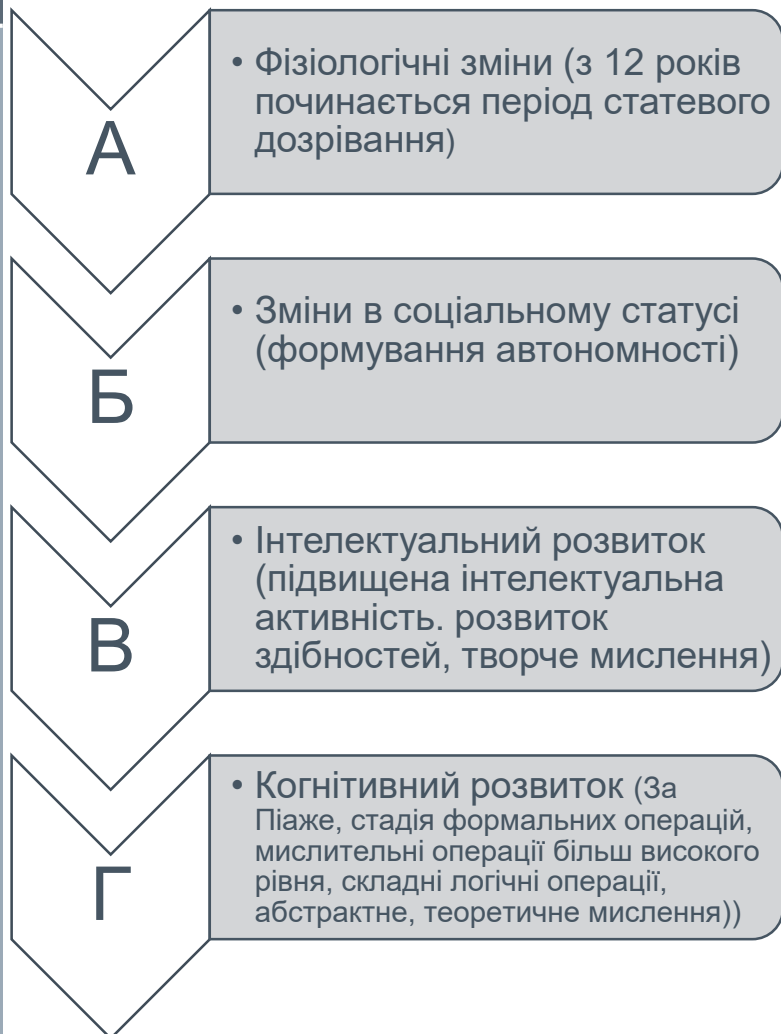 А
• Фізіологічні зміни (з 12 років
починається період статевого
дозрівання)
Б
• Зміни в соціальному статусі
(формування автономності)
В
• Інтелектуальний розвиток
(підвищена інтелектуальна
активність. розвиток
здібностей, творче мислення)
Г
• Когнітивний розвиток (За
Піаже, стадія формальних операцій,
мислительні операції більш високого
рівня, складні логічні операції,
абстрактне, теоретичне мислення))